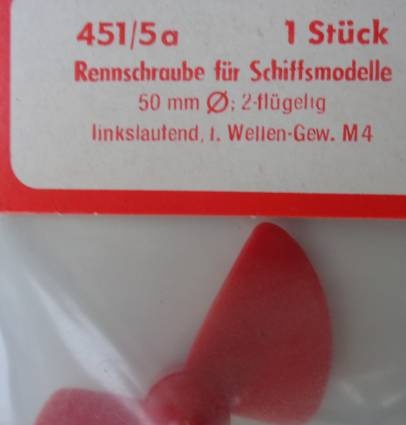 451/5a 1 Stück
Rennschraube für Schiffsmodelle
50 mm Ø; 2-flügelig
linkslaufend, f. Wellen-Gew. M4